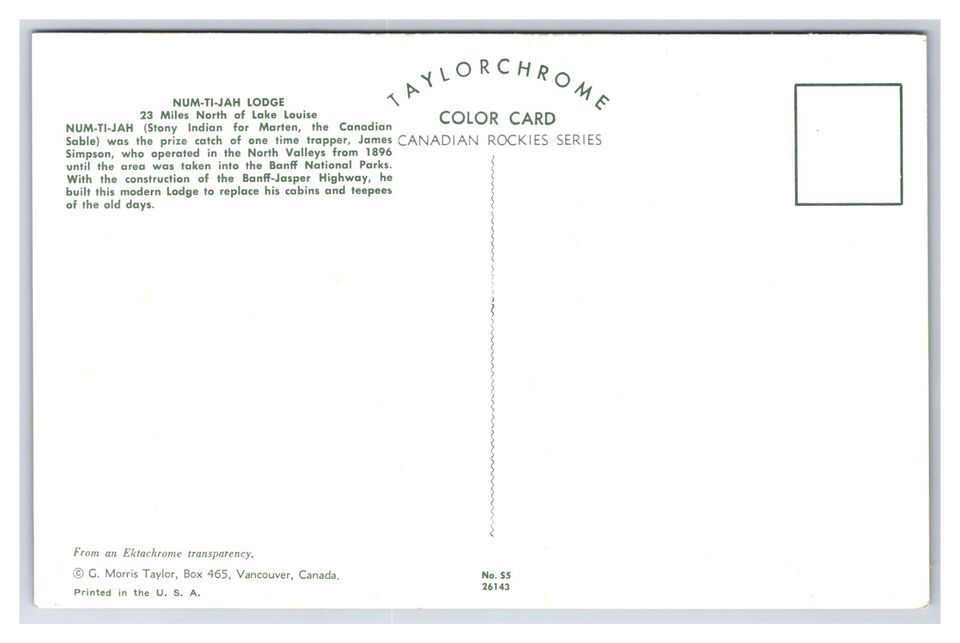 TAYLORCHROME
COLOR CARD
CANADIAN ROCKIES SERIES
NUM-TI-JAH LODGE
23 Miles North of Lake Louise
NUM-TI-JAH (Stony Indian for Marten, the Canadian
Sable) was the prize catch of one time trapper, James
Simpson, who operated in the North Valleys from 1896
until the area was taken into the Banff National Parks.
With the construction of the Banff-Jasper Highway, he
built this modern Lodge to replace his cabins and teepees
of the old days.
From an Ektachrome transparency.
© G. Morris Taylor, Box 465, Vancouver, Canada.
Printed in the U. S. A.
No. 55
26143